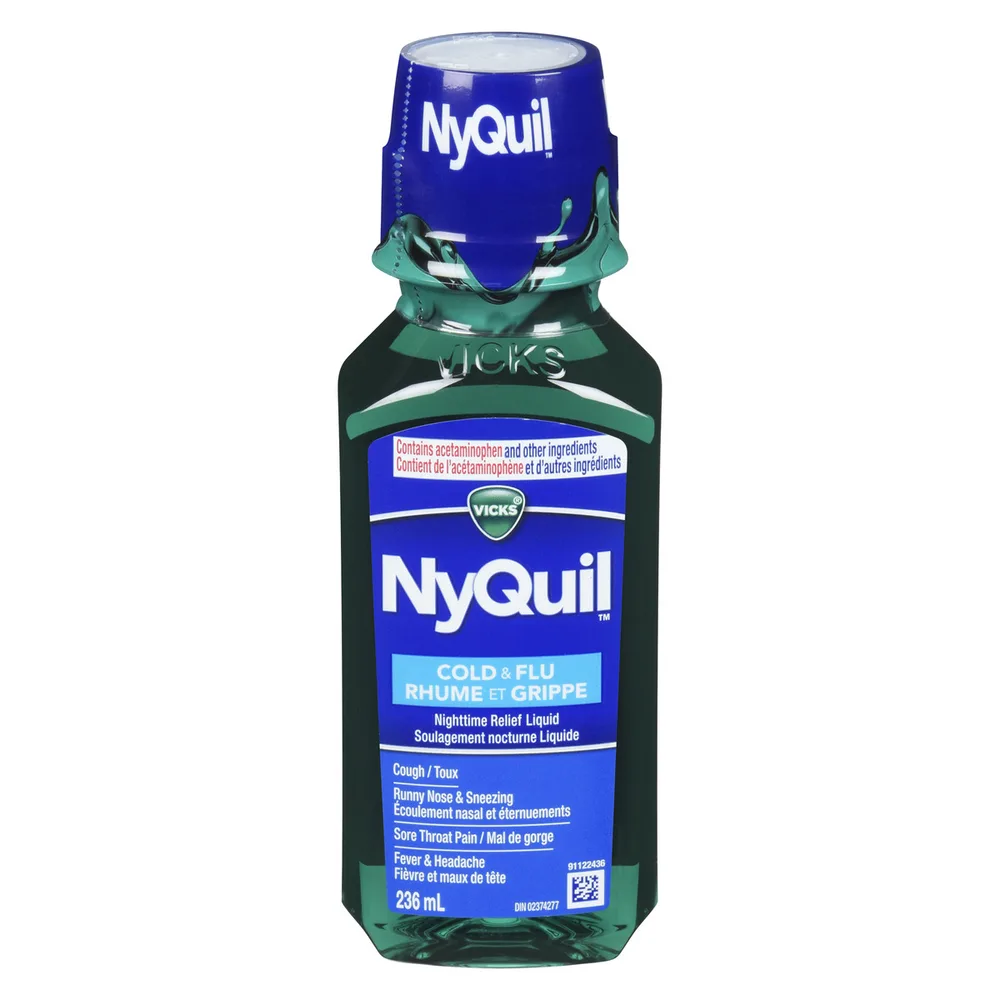 NyQuil™
VICKS
Contains acetaminophen and other ingredients
Contient de l'acétaminophène et d'autres ingrédients
VICKS®
NyQuil™
COLD & FLU
RHUME ET GRIPPE
Nighttime Relief Liquid
Soulagement nocturne Liquide
Cough / Toux
Runny Nose & Sneezing
Écoulement nasal et éternuements
Sore Throat Pain / Mal de gorge
Fever & Headache
Fièvre et maux de tête
91122436
236 mL
DIN 02374277